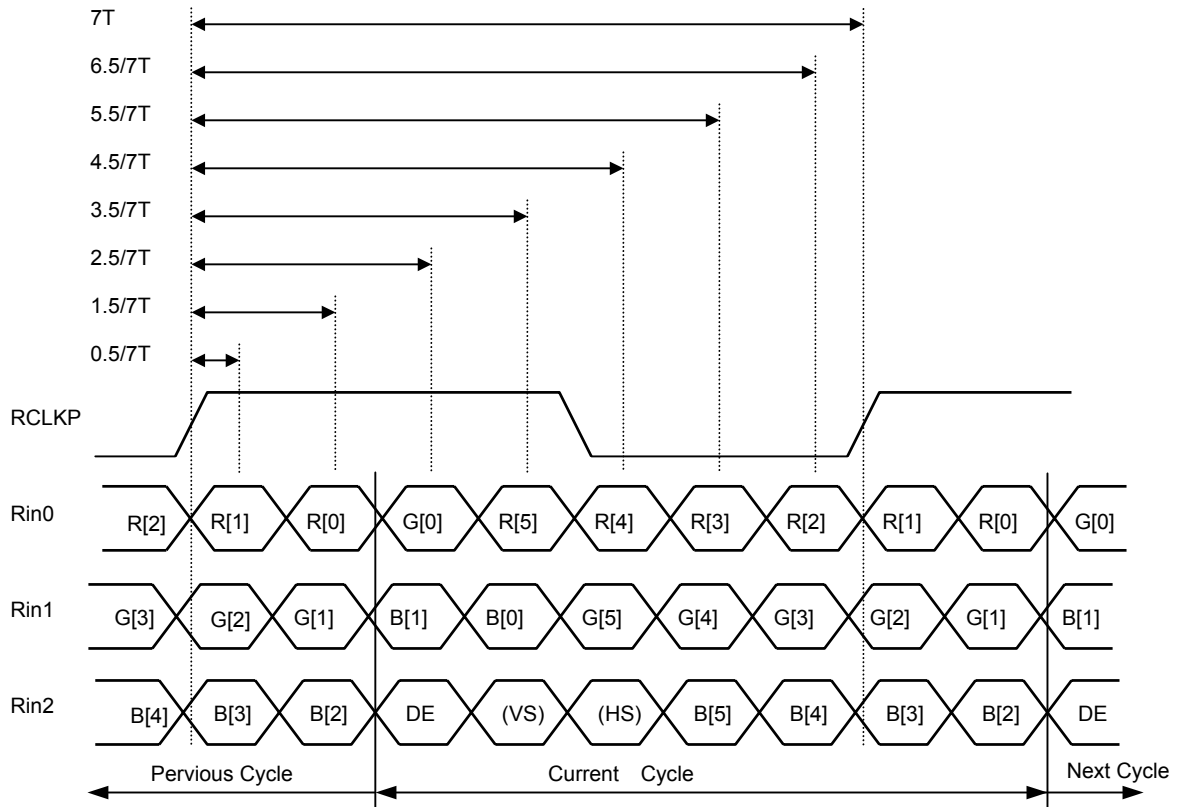 7T
6.5/7T
5.5/7T
4.5/7T
3.5/7T
2.5/7T
1.5/7T
0.5/7T
RCLKP
Rin0 R[2] R[1] R[0] G[0] R[5] R[4] R[3] R[2] R[1] R[0] G[0]
Rin1 G[3] G[2] G[1] B[1] B[0] G[5] G[4] G[3] G[2] G[1] B[1]
Rin2 B[4] B[3] B[2] DE (VS) (HS) B[5] B[4] B[3] B[2] DE
Pervious Cycle Current Cycle Next Cycle